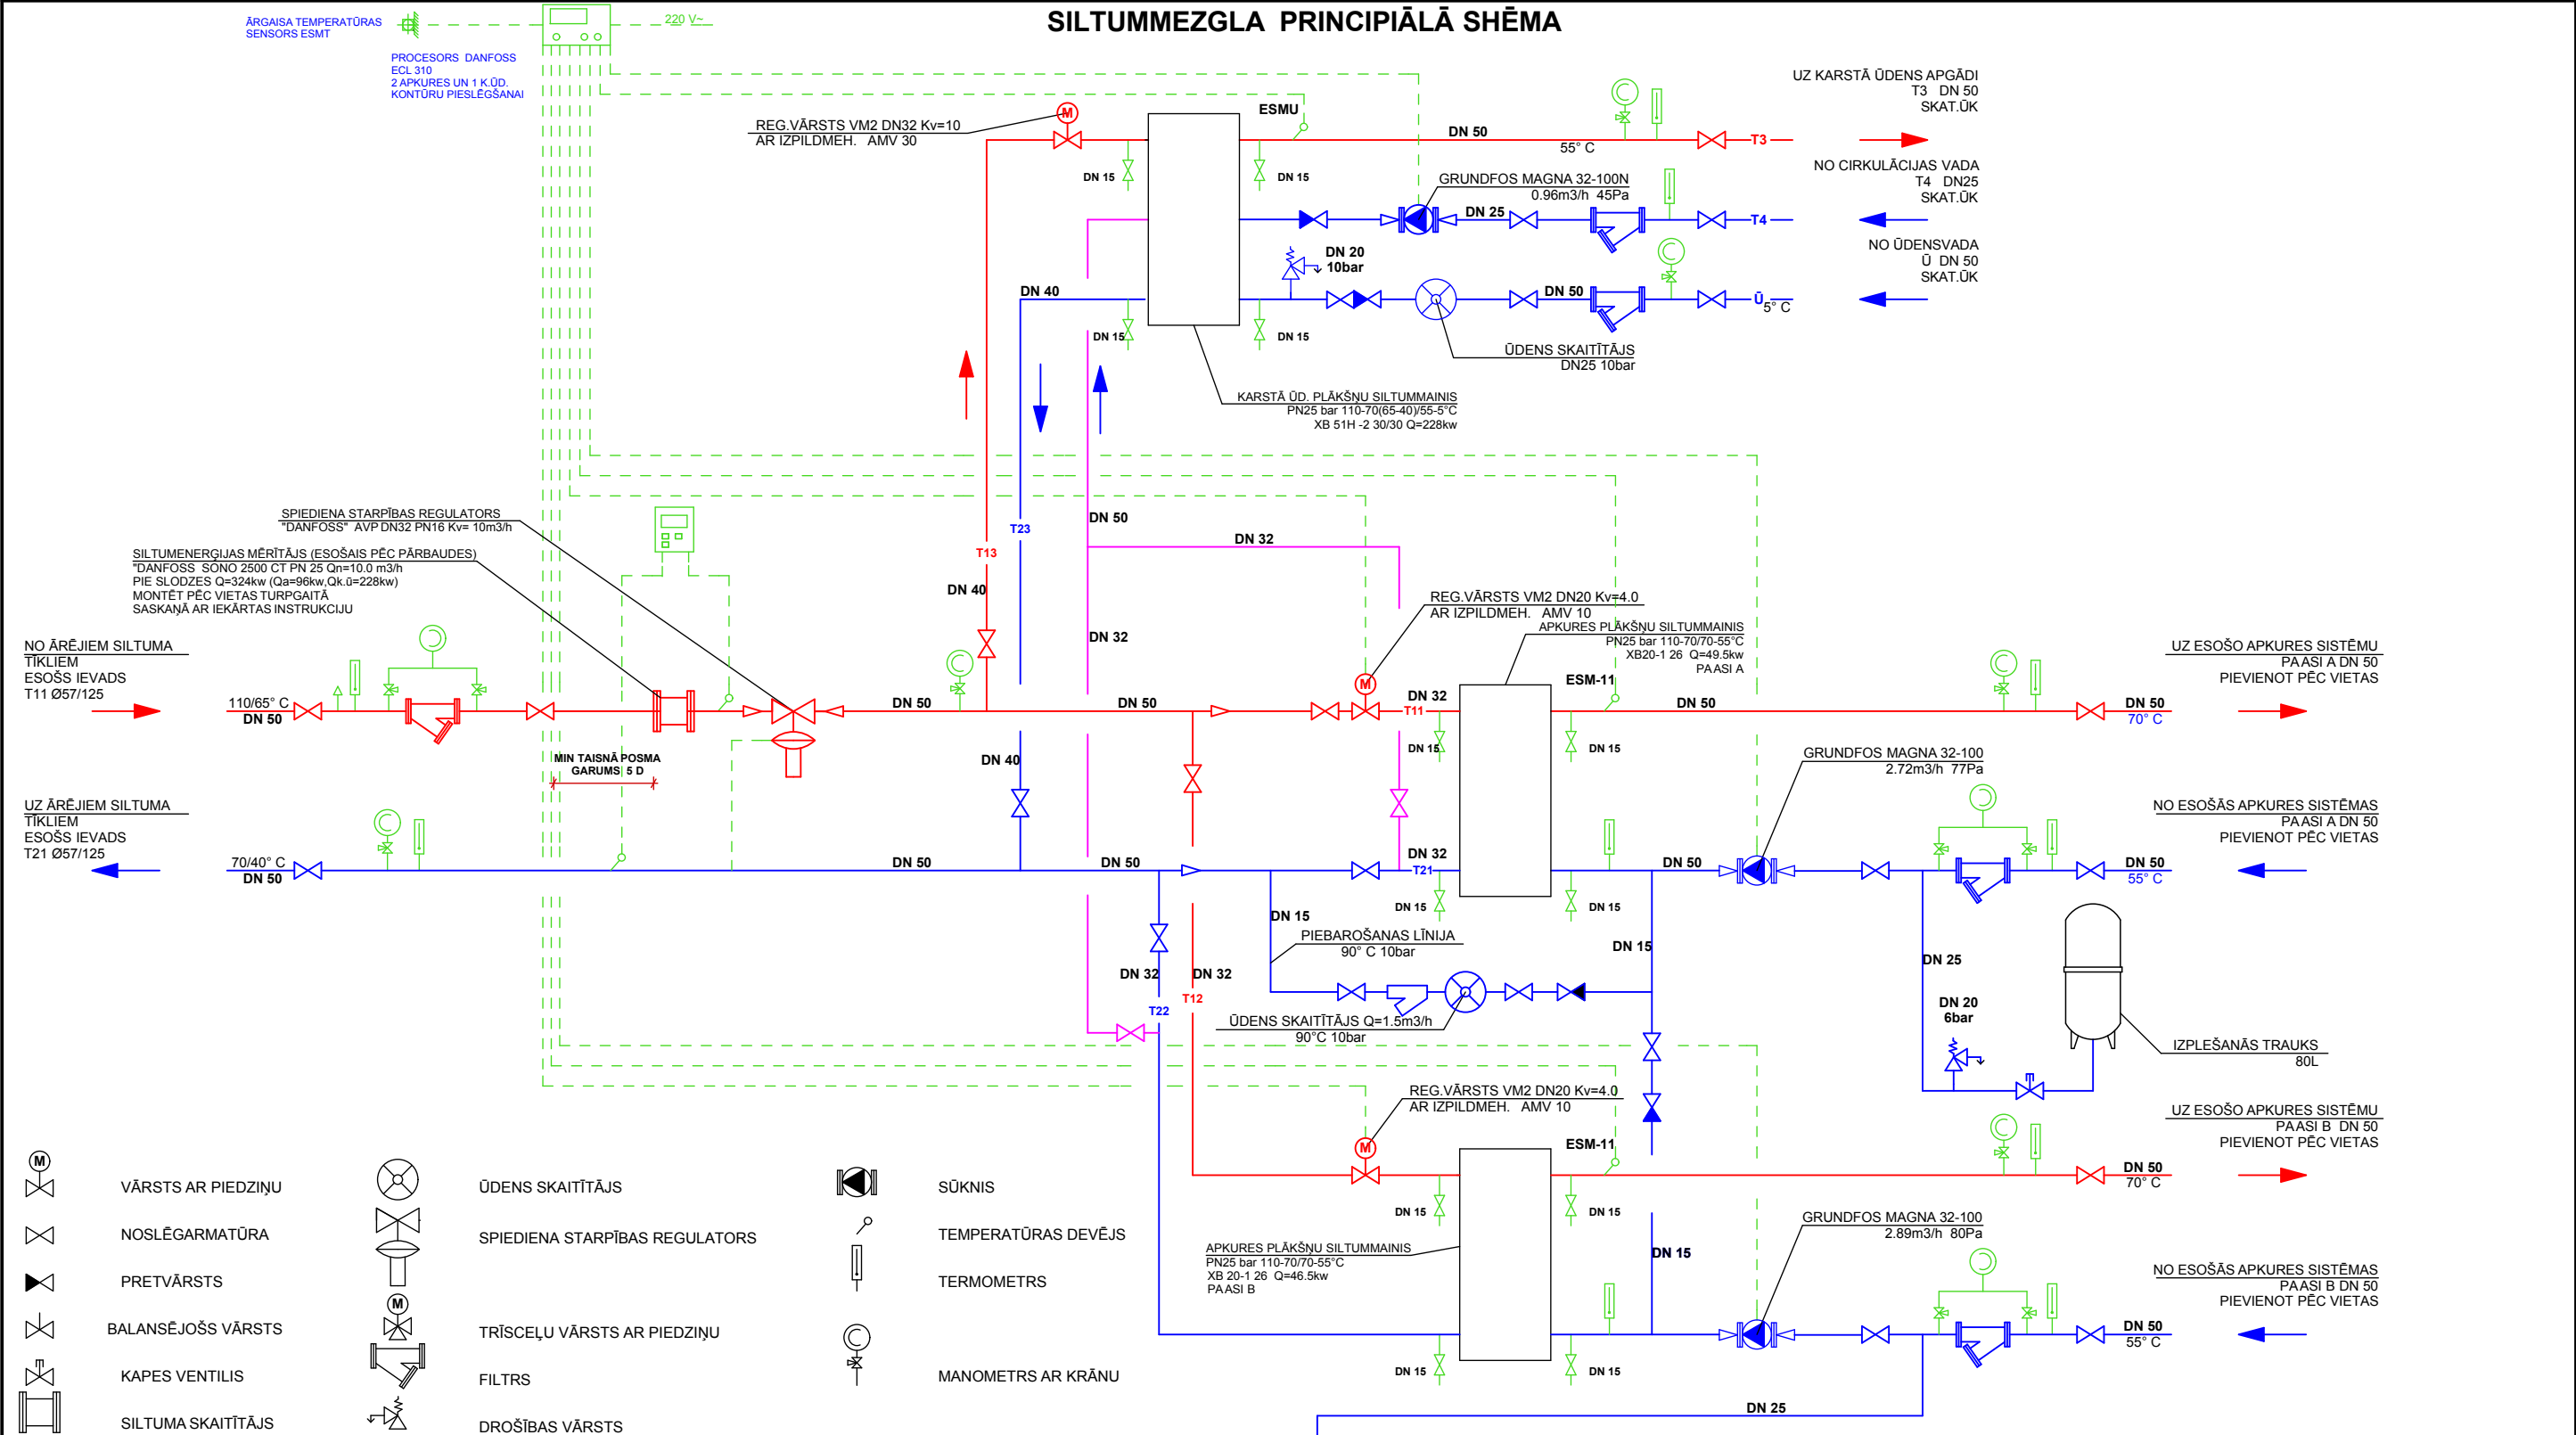 SILTUMMEZGLA PRINCIPIĀLĀ SHĒMA
ĀRGAISA TEMPERATŪRAS
SENSORS ESMT
220 V~
PROCESORS DANFOSS
ECL 310
2 APKURES UN 1 K.ŪD.
KONTŪRU PIESLĒGŠANAI
REG.VĀRSTS VM2 DN32 Kv=10
AR IZPILDMEH. AMV 30
M
ESMU
DN 50
55° C
T3
UZ KARSTĀ ŪDENS APGĀDI
T3 DN 50
SKAT.ŪK
DN 15
DN 15
GRUNDFOS MAGNA 32-100N
0.96m3/h 45Pa
DN 25
T4
NO CIRKULĀCIJAS VADA
T4 DN25
SKAT.ŪK
DN 20
10bar
NO ŪDENSVADA
Ū DN 50
SKAT.ŪK
DN 40
DN 50
Ū
5° C
DN 15
DN 15
ŪDENS SKAITĪTĀJS
DN25 10bar
KARSTĀ ŪD. PLĀKŠŅU SILTUMMAINIS
PN25 bar 110-70(65-40)/55-5°C
XB 51H -2 30/30 Q=228kw
SPIEDIENA STARPĪBAS REGULATORS
"DANFOSS" AVP DN32 PN16 Kv= 10m3/h
SILTUMENERĢIJAS MĒRĪTĀJS (ESOŠAIS PĒC PĀRBAUDES)
"DANFOSS SONO 2500 CT PN 25 Qn=10.0 m3/h
PIE SLODZES Q=324kw (Qa=96kw,Qk.ū=228kw)
MONTĒT PĒC VIETAS TURPGAITĀ
SASKAŅĀ AR IEKĀRTAS INSTRUKCIJU
T13
T23
DN 50
DN 32
DN 40
DN 32
REG.VĀRSTS VM2 DN20 Kv=4.0
AR IZPILDMEH. AMV 10
APKURES PLĀKŠŅU SILTUMMAINIS
PN25 bar 110-70/70-55°C
XB20-1 26 Q=49.5kw
PA ASI A
NO ĀRĒJIEM SILTUMA
TĪKLIEM
ESOŠS IEVADS
T11 Ø57/125
110/65° C
DN 50
DN 50
DN 50
M
DN 32
T11
ESM-11
DN 50
DN 50
70° C
UZ ESOŠO APKURES SISTĒMU
PA ASI A DN 50
PIEVIENOT PĒC VIETAS
DN 15
DN 15
MIN TAISNĀ POSMA
GARUMS 5 D
DN 40
GRUNDFOS MAGNA 32-100
2.72m3/h 77Pa
UZ ĀRĒJIEM SILTUMA
TĪKLIEM
ESOŠS IEVADS
T21 Ø57/125
70/40° C
DN 50
DN 50
DN 50
DN 32
T21
DN 50
DN 50
55° C
NO ESOŠĀS APKURES SISTĒMAS
PA ASI A DN 50
PIEVIENOT PĒC VIETAS
DN 15
DN 15
DN 15
PIEBAROŠANAS LĪNIJA
90° C 10bar
DN 15
DN 25
DN 32
DN 32
T22
T12
ŪDENS SKAITĪTĀJS Q=1.5m3/h
90°C 10bar
DN 20
6bar
IZPLEŠANĀS TRAUKS
80L
REG.VĀRSTS VM2 DN20 Kv=4.0
AR IZPILDMEH. AMV 10
M
ESM-11
DN 50
70° C
UZ ESOŠO APKURES SISTĒMU
PA ASI B DN 50
PIEVIENOT PĒC VIETAS
DN 15
DN 15
APKURES PLĀKŠŅU SILTUMMAINIS
PN25 bar 110-70/70-55°C
XB 20-1 26 Q=46.5kw
PA ASI B
DN 15
GRUNDFOS MAGNA 32-100
2.89m3/h 80Pa
NO ESOŠĀS APKURES SISTĒMAS
PA ASI B DN 50
PIEVIENOT PĒC VIETAS
DN 50
55° C
DN 15
DN 15
DN 25
M
VĀRSTS AR PIEDZIŅU
NOSLĒGARMATŪRA
PRETVĀRSTS
BALANSĒJOŠS VĀRSTS
KAPES VENTILIS
SILTUMA SKAITĪTĀJS
ŪDENS SKAITĪTĀJS
SPIEDIENA STARPĪBAS REGULATORS
M
TRĪSCEĻU VĀRSTS AR PIEDZIŅU
FILTRS
DROŠĪBAS VĀRSTS
SŪKNIS
TEMPERATŪRAS DEVĒJS
TERMOMETRS
MANOMETRS AR KRĀNU